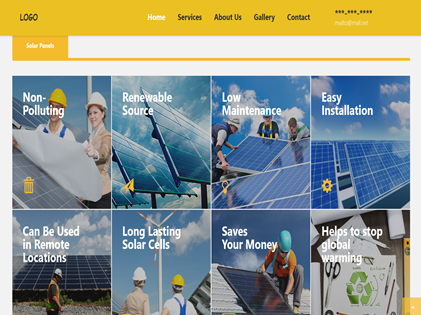 LOGO
Home Services About Us Gallery Contact
***-***-****
mailto@mail.net
Solar Panels
Non-
Polluting
Renewable
Source
Low
Maintenance
Easy
Installation
Can Be Used
in Remote
Locations
Long Lasting
Solar Cells
Saves
Your Money
Helps to stop
global
warming